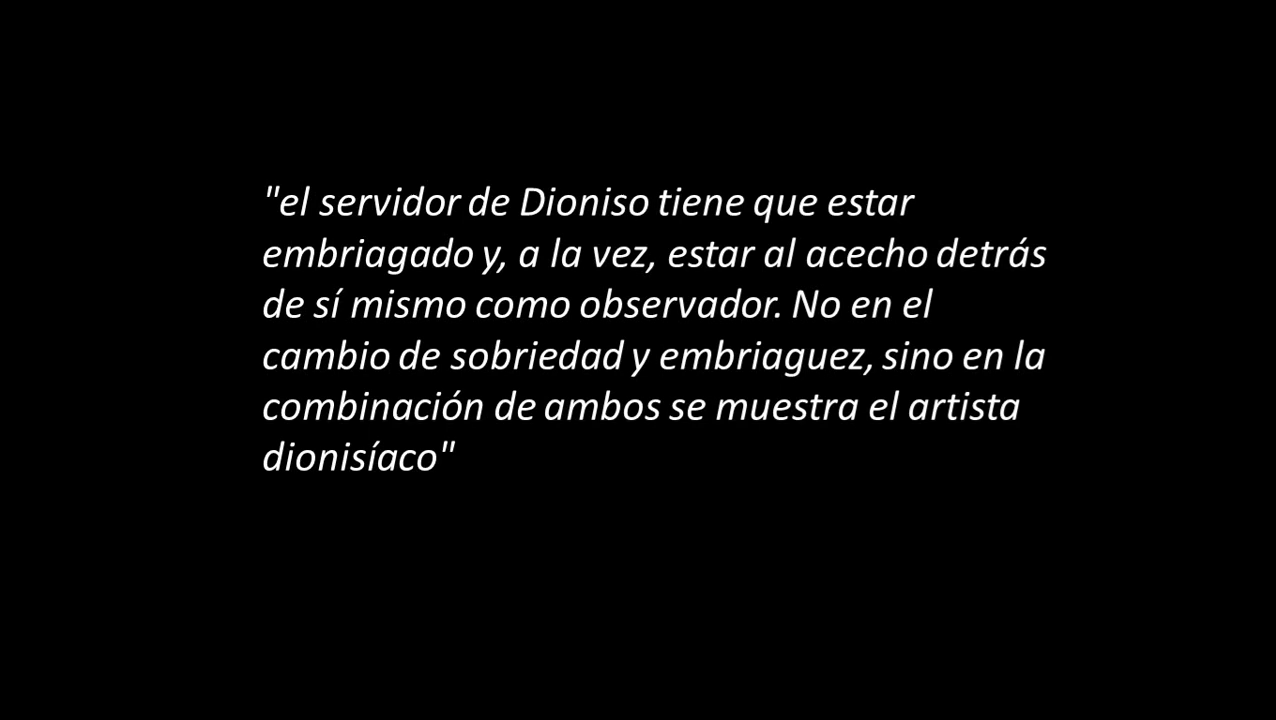 "el servidor de Dioniso tiene que estar
embriagado y, a la vez, estar al acecho detrás
de sí mismo como observador. No en el
cambio de sobriedad y embriaguez, sino en la
combinación de ambos se muestra el artista
dionisíaco"